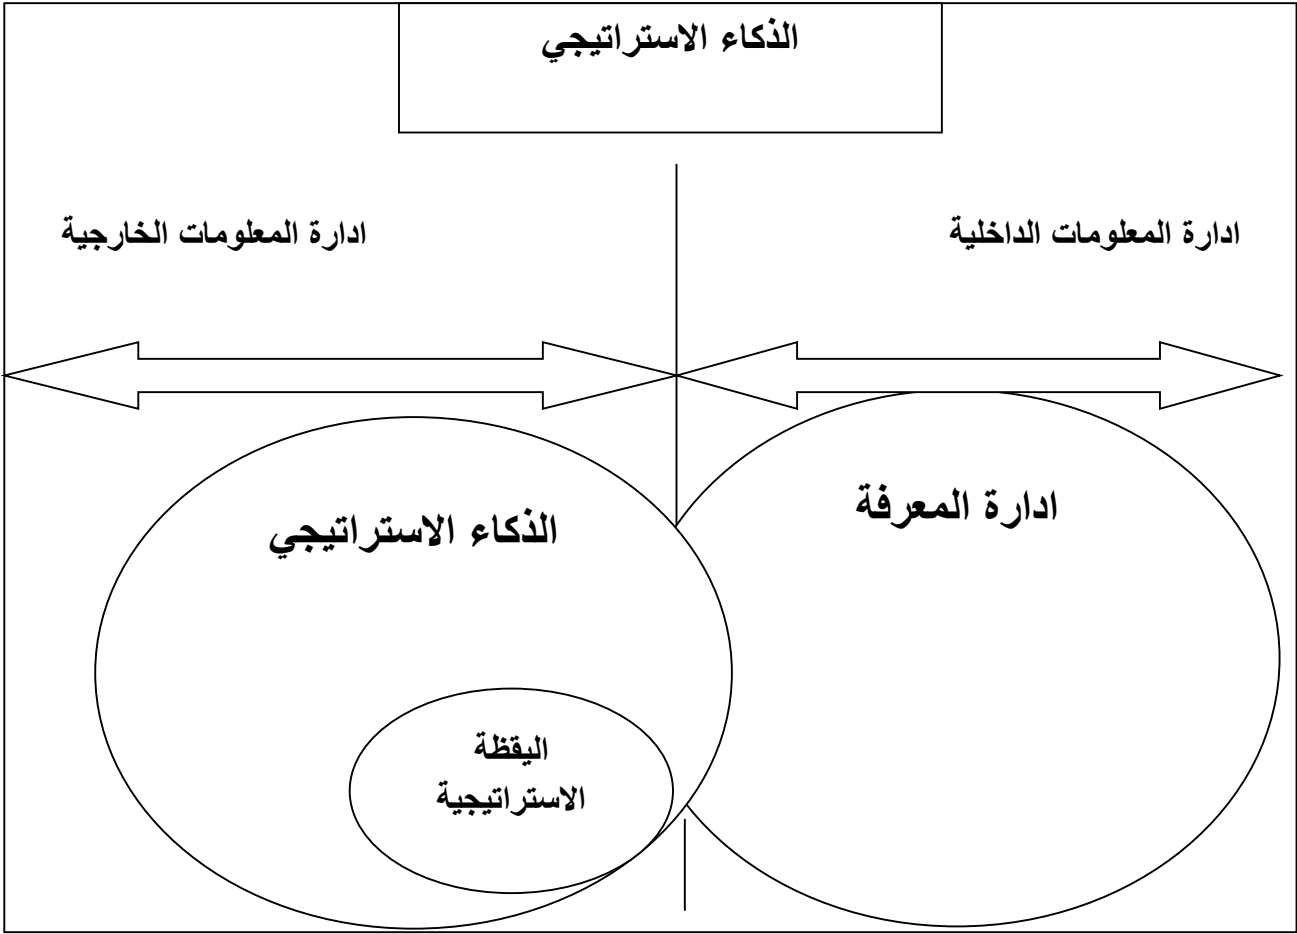 الذكاء الاستراتيجي
ادارة المعلومات الداخلية
ادارة المعلومات الخارجية
ادارة المعرفة
الذكاء الاستراتيجي
اليقظة
الاستراتيجية